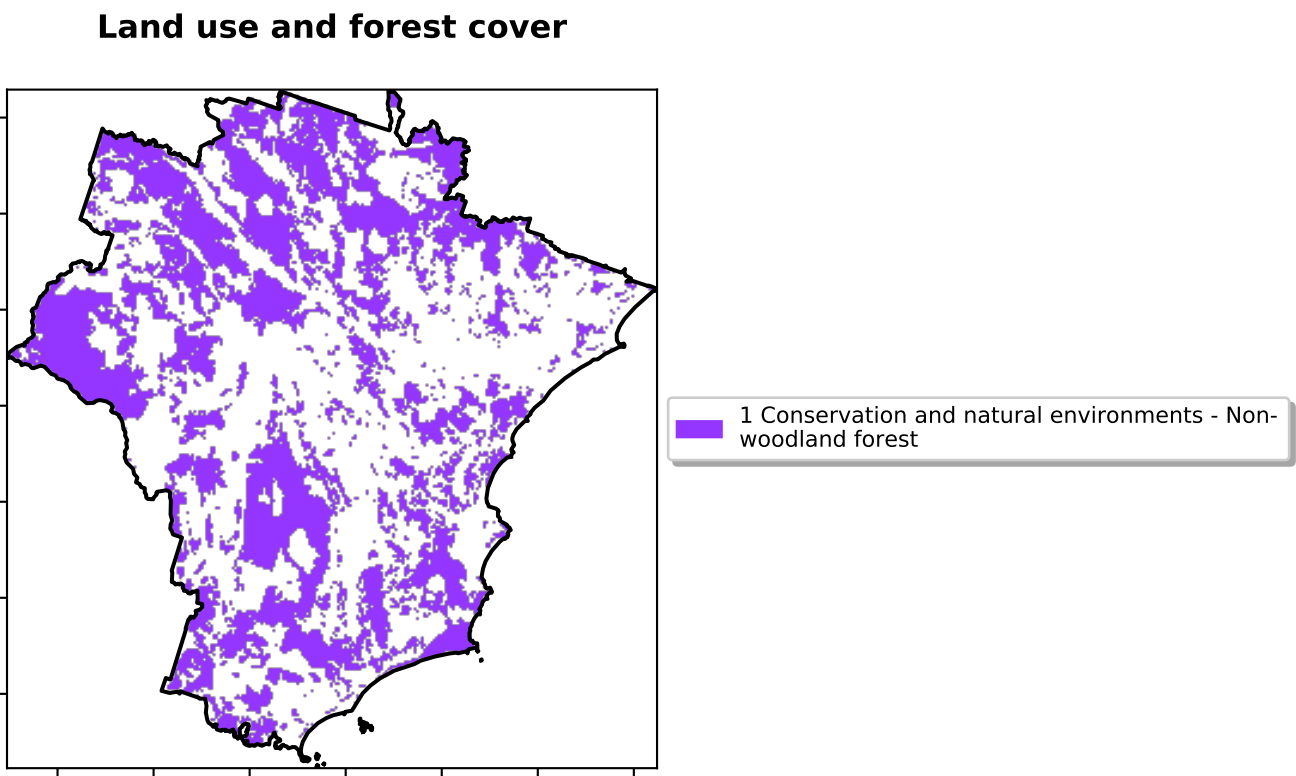 Land use and forest cover
1 Conservation and natural environments - Non-
woodland forest